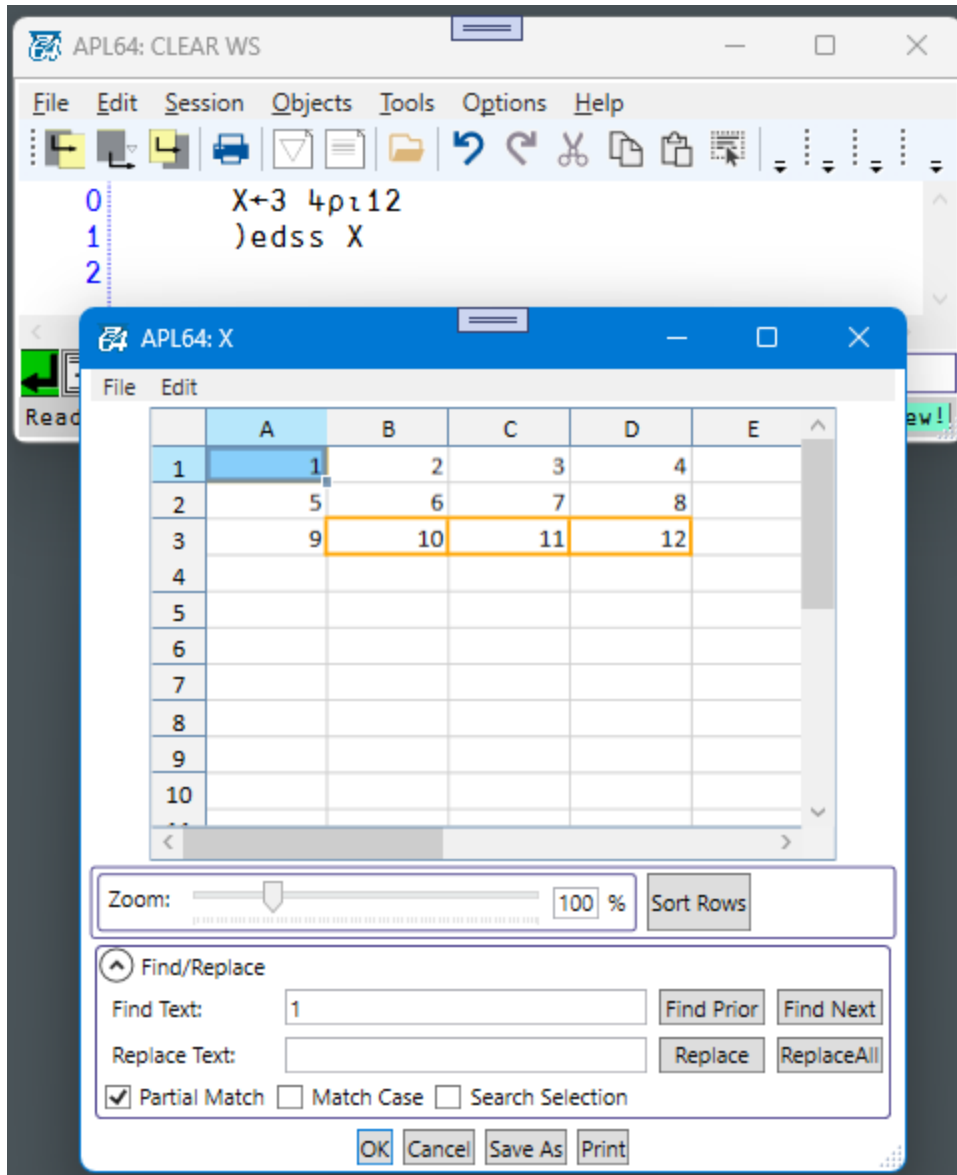 APL64: CLEAR WS
File Edit Session Objects Tools Options Help
0 X←3 4⍴⍳12
1 )edss X
2
APL64: X
File Edit
A B C D E
1 1 2 3 4
2 5 6 7 8
3 9 10 11 12
4
5
6
7
8
9
10
Zoom: 100 % Sort Rows
Find/Replace
Find Text: 1 Find Prior Find Next
Replace Text: Replace ReplaceAll
Partial Match Match Case Search Selection
OK Cancel Save As Print